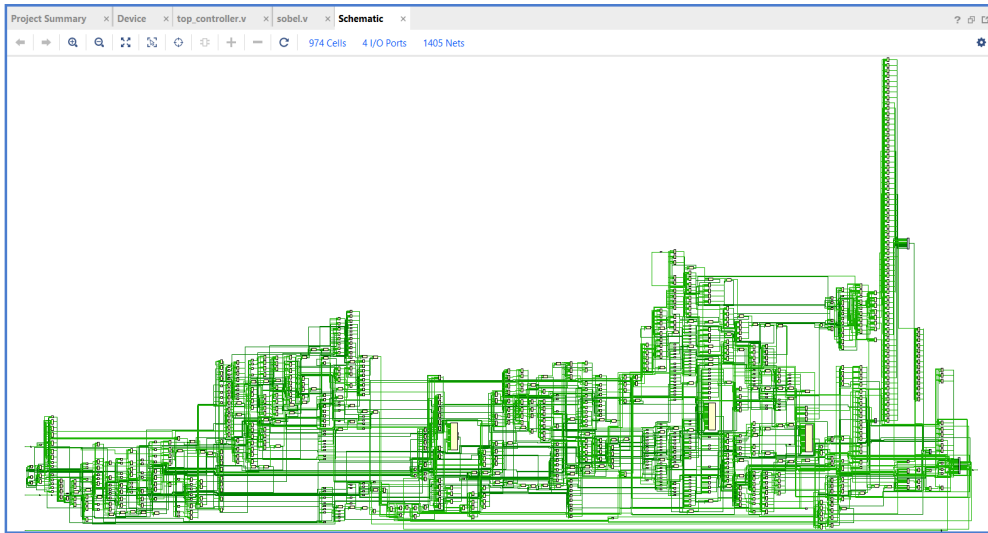 Project Summary × Device × top_controller.v × sobel.v × Schematic ×
974 Cells 4 I/O Ports 1405 Nets